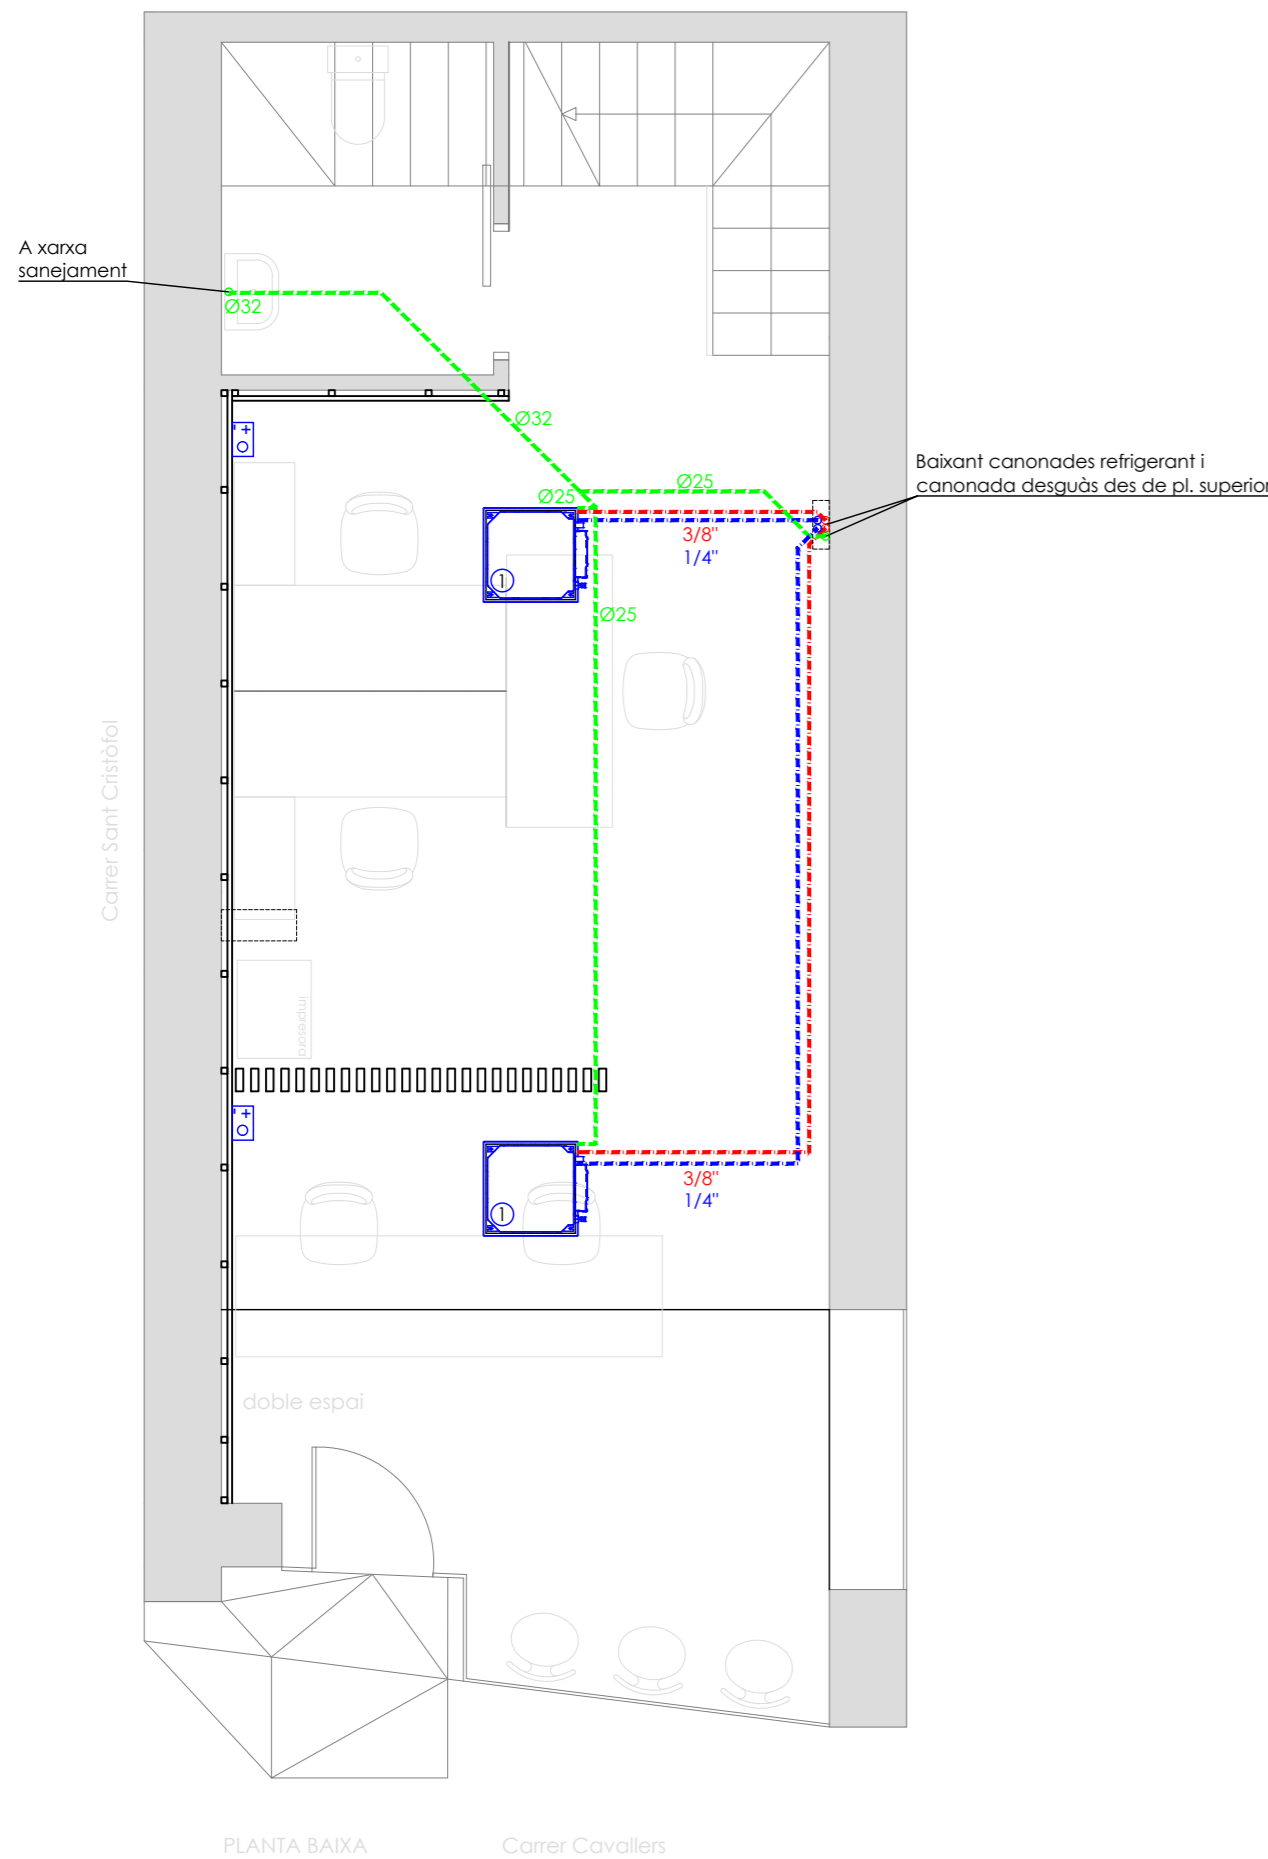 A xarxa
sanejament
Ø32
Ø32
Baixant canonades refrigerant i
canonada desguàs des de pl. superior
Ø25
Ø25
3/8"
1/4"
1
Ø25
Carrer Sant Cristòfol
impresora
3/8"
1/4"
1
doble espai
PLANTA BAIXA
Carrer Cavallers